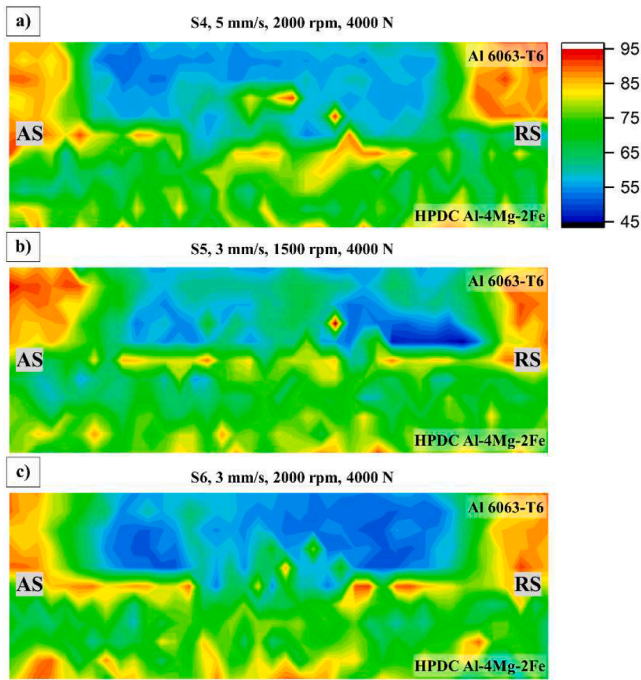 a)
S4, 5 mm/s, 2000 rpm, 4000 N
Al 6063-T6
AS
RS
HPDC Al-4Mg-2Fe
95
85
75
65
55
45
b)
S5, 3 mm/s, 1500 rpm, 4000 N
Al 6063-T6
AS
RS
HPDC Al-4Mg-2Fe
c)
S6, 3 mm/s, 2000 rpm, 4000 N
Al 6063-T6
AS
RS
HPDC Al-4Mg-2Fe